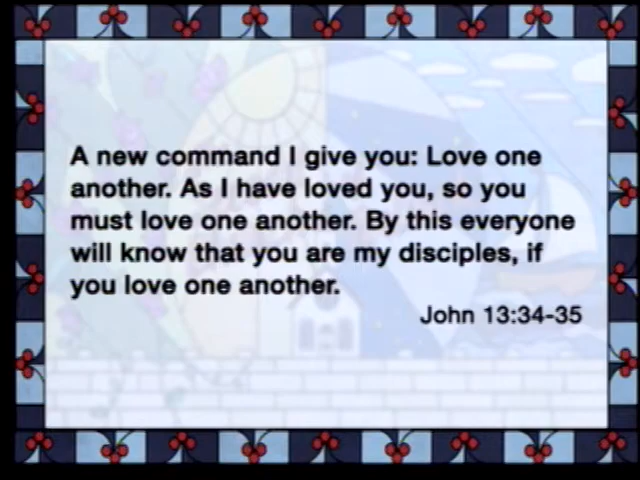 A new command I give you: Love one
another. As I have loved you, so you
must love one another. By this everyone
will know that you are my disciples, if
you love one another.
John 13:34-35